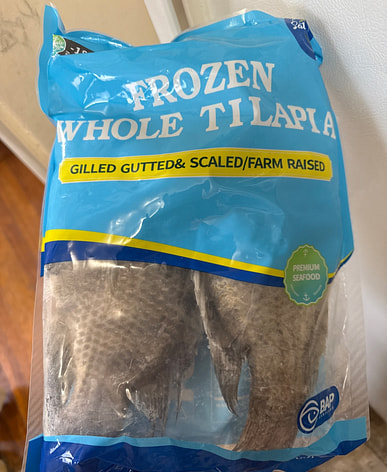 FROZEN
WHOLE TILAPIA
GILLED GUTTED& SCALED/FARM RAISED
PREMIUM
SEAFOOD
BAP